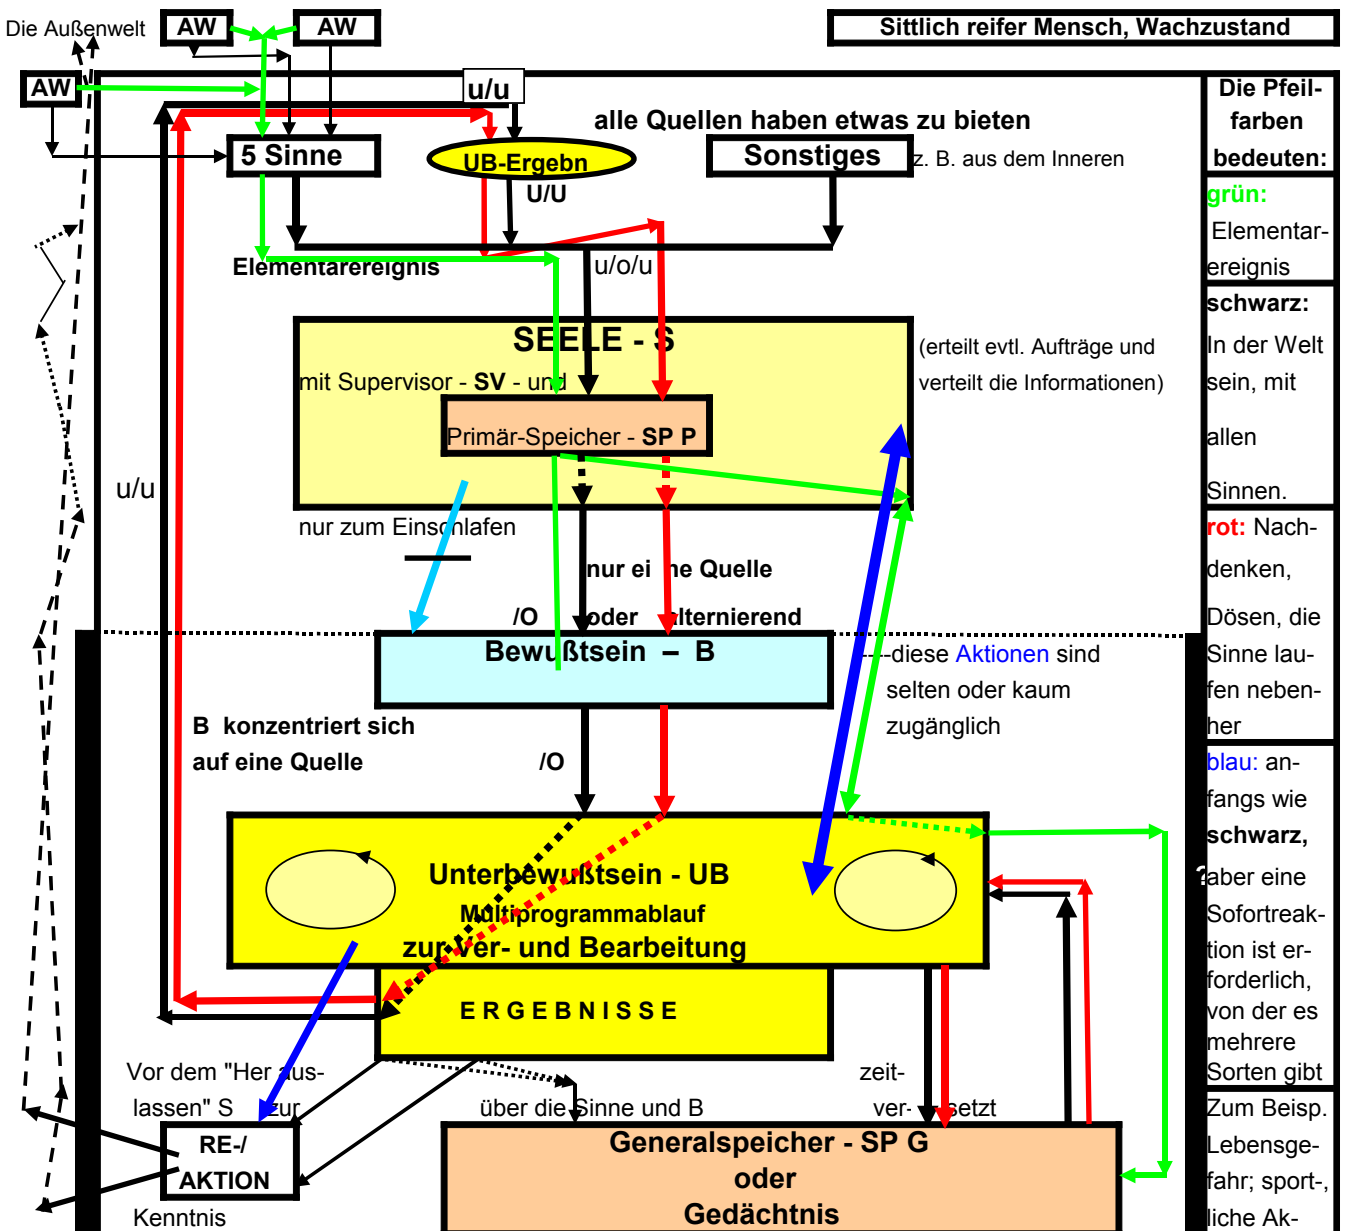 Die Außenwelt
AW
AW
Sittlich reifer Mensch, Wachzustand
AW
u/u
alle Quellen haben etwas zu bieten
5 Sinne
UB-Ergebn
Sonstiges
z. B. aus dem Inneren
U/U
Elementarereignis
u/o/u
SEELE - S
(erteilt evtl. Aufträge und
mit Supervisor - SV - und
verteilt die Informationen)
Primär-Speicher - SP P
u/u
nur zum Einschlafen
nur ei ne Quelle
/O oder alternierend
Bewußtsein – B
----diese Aktionen sind
selten oder kaum
zugänglich
B konzentriert sich
auf eine Quelle
/O
Unterbewußtsein - UB
Multiprogrammablauf
zur Ver- und Bearbeitung
E R G E B N I S S E
Vor dem "Her aus-
lassen" S zur
über die Sinne und B
zeit-
ver- setzt
RE-/
AKTION
Kenntnis
Generalspeicher - SP G
oder
Gedächtnis
Die Pfeil-
farben
bedeuten:
grün:
Elementar-
ereignis
schwarz:
In der Welt
sein, mit
allen
Sinnen.
rot: Nach-
denken,
Dösen, die
Sinne lau-
fen neben-
her
blau: an-
fangs wie
schwarz,
?
aber eine
Sofortreak-
tion ist er-
forderlich,
von der es
mehrere
Sorten gibt
Zum Beisp.
Lebensge-
fahr; sport-,
liche Ak-